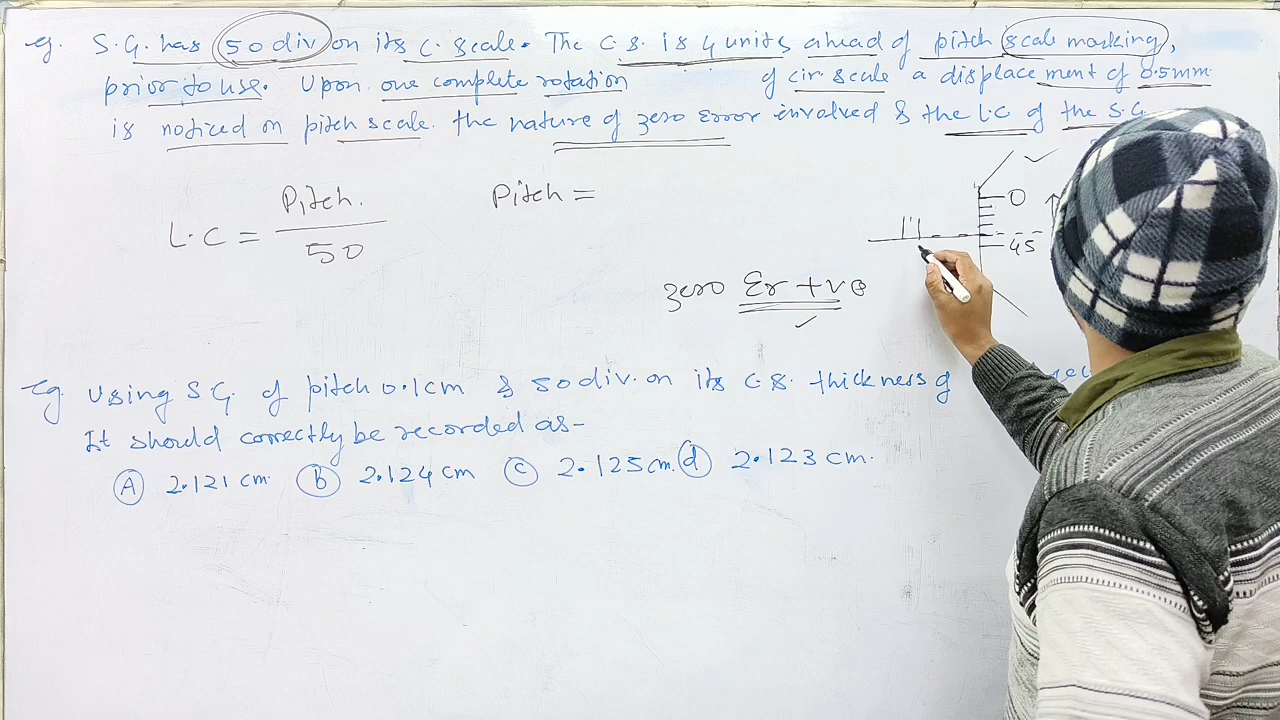 eg. S.G. has 50 div on its C. scale. The C.S. is 4 units ahead of pitch scale marking,
prior to use. Upon one complete rotation of cir. scale a displacement of 0.5mm
is noticed on pitch scale. the nature of zero error involved & the L.C of the S.G.
L.C = Pitch. / 50
Pitch =
0
45
zero Er +ve
eg. Using S.G. of pitch 0.1cm & 50 div. on its C.S. thickness of
It should correctly be recorded as-
(A) 2.121 cm. (b) 2.124 cm (c) 2.125 cm. (d) 2.123 cm.